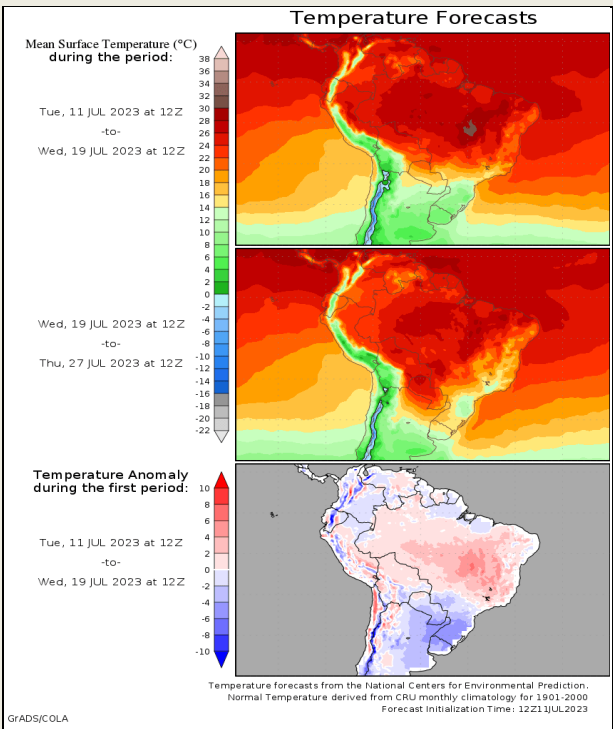 Temperature Forecasts
Mean Surface Temperature (°C)
during the period:
38
36
34
32
30
28
26
24
22
20
18
16
14
12
10
8
6
4
2
0
-2
-4
-6
-8
-10
-12
-14
-16
-18
-20
-22
Tue, 11 JUL 2023 at 12Z
-to-
Wed, 19 JUL 2023 at 12Z
Wed, 19 JUL 2023 at 12Z
-to-
Thu, 27 JUL 2023 at 12Z
Temperature Anomaly
during the first period:
10
8
6
4
2
0
-2
-4
-6
-8
-10
Tue, 11 JUL 2023 at 12Z
-to-
Wed, 19 JUL 2023 at 12Z
Temperature forecasts from the National Centers for Environmental Prediction.
Normal Temperature derived from CRU monthly climatology for 1901-2000
Forecast Initialization Time: 12Z11JUL2023
GrADS/COLA